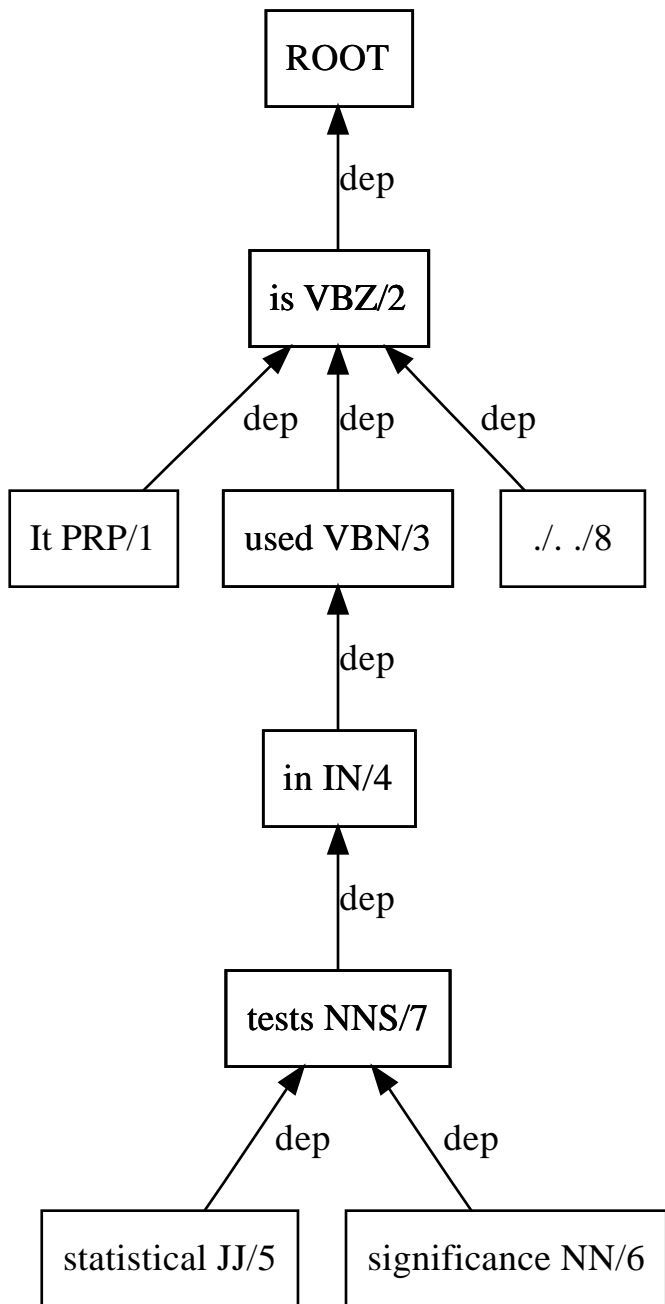 ROOT
dep
is VBZ/2
dep dep dep
It PRP/1 used VBN/3 ./. ./8
dep
in IN/4
dep
tests NNS/7
dep dep
statistical JJ/5 significance NN/6